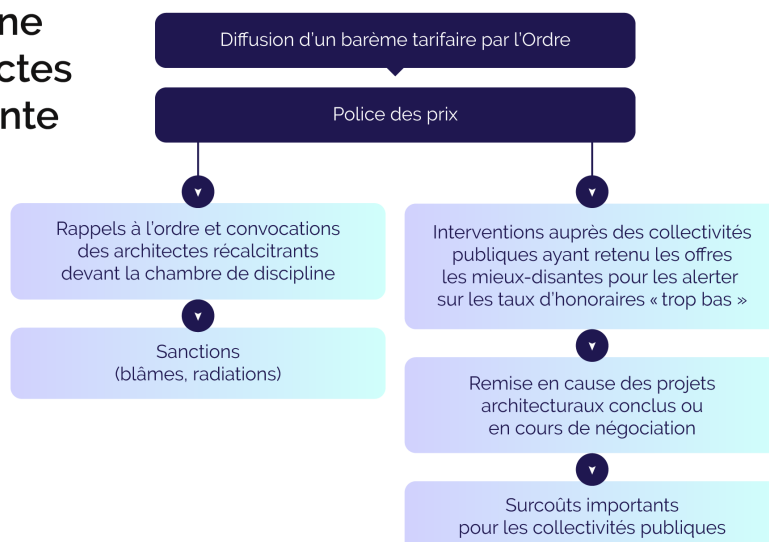 ne
ctes
nte
Diffusion d’un barème tarifaire par l’Ordre
Police des prix
Rappels à l’ordre et convocations
des architectes récalcitrants
devant la chambre de discipline
Sanctions
(blâmes, radiations)
Interventions auprès des collectivités
publiques ayant retenu les offres
les mieux-disantes pour les alerter
sur les taux d’honoraires « trop bas »
Remise en cause des projets
architecturaux conclus ou
en cours de négociation
Surcoûts importants
pour les collectivités publiques